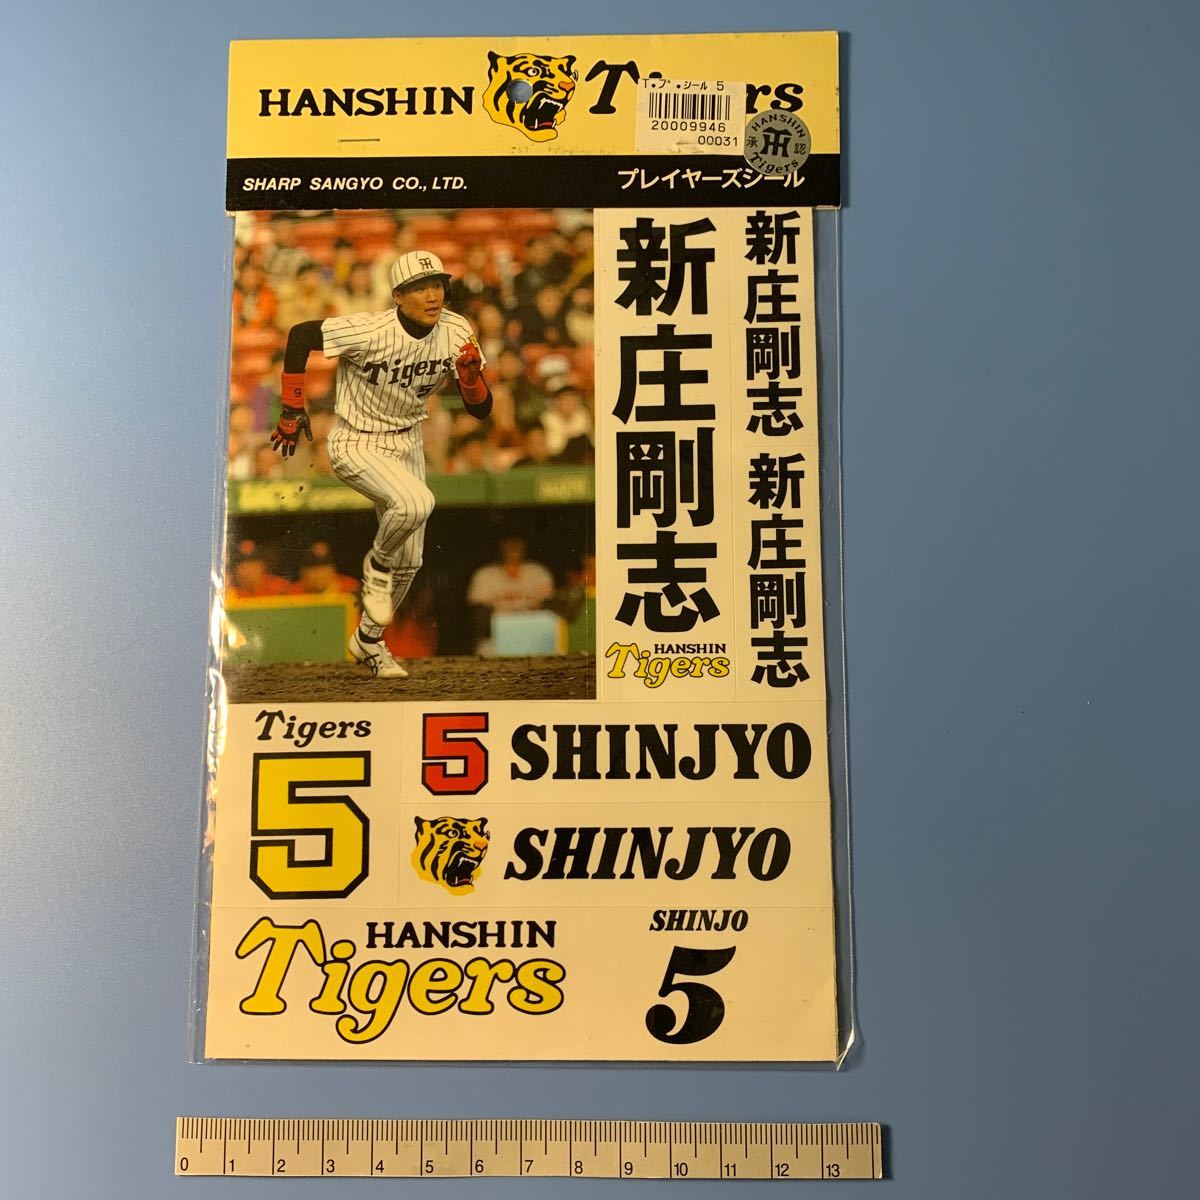 HANSHIN Tigers
T・プ・シール 5
20009946
00031
HANSHIN
承 認
Tigers
SHARP SANGYO CO., LTD.
プレイヤーズシール
Tigers
5
新庄剛志
HANSHIN
Tigers
新庄剛志
新庄剛志
Tigers
5
5 SHINJYO
SHINJYO
HANSHIN
Tigers
SHINJO
5
0 1 2 3 4 5 6 7 8 9 10 11 12 13